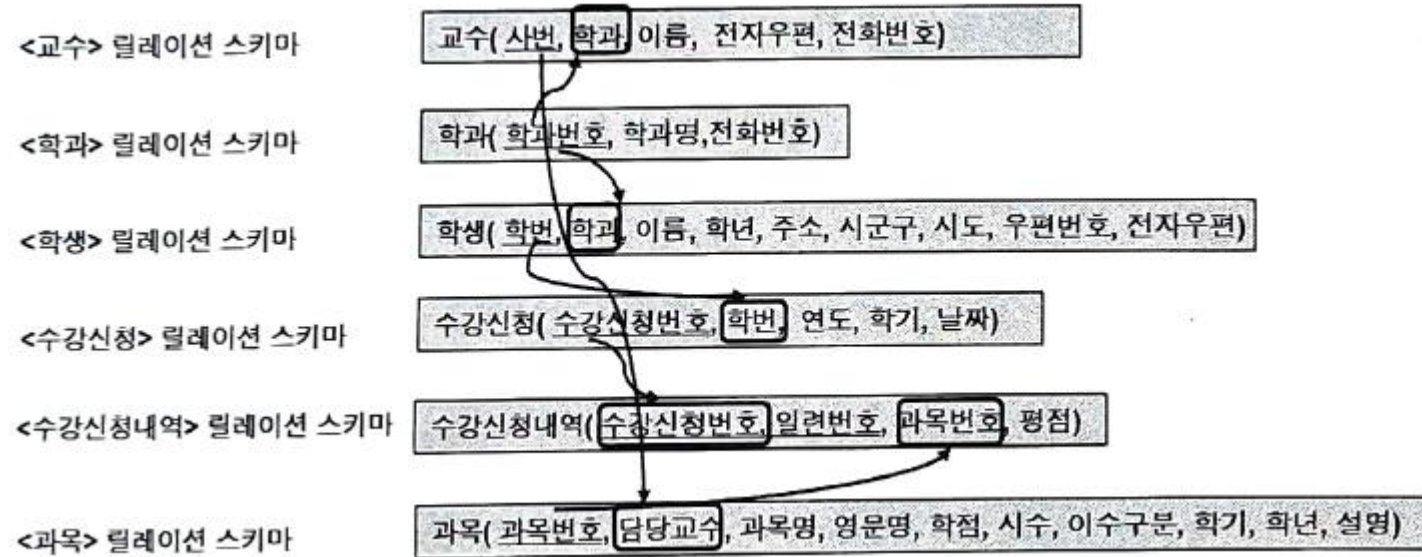 <교수> 릴레이션 스키마 교수( 사번, 학과, 이름, 전자우편, 전화번호)
<학과> 릴레이션 스키마 학과( 학과번호, 학과명,전화번호)
<학생> 릴레이션 스키마 학생( 학번, 학과, 이름, 학년, 주소, 시군구, 시도, 우편번호, 전자우편)
<수강신청> 릴레이션 스키마 수강신청( 수강신청번호, 학번, 연도, 학기, 날짜)
<수강신청내역> 릴레이션 스키마 수강신청내역( 수강신청번호, 일련번호, 과목번호, 평점)
<과목> 릴레이션 스키마 과목( 과목번호, 담당교수, 과목명, 영문명, 학점, 시수, 이수구분, 학기, 학년, 설명)